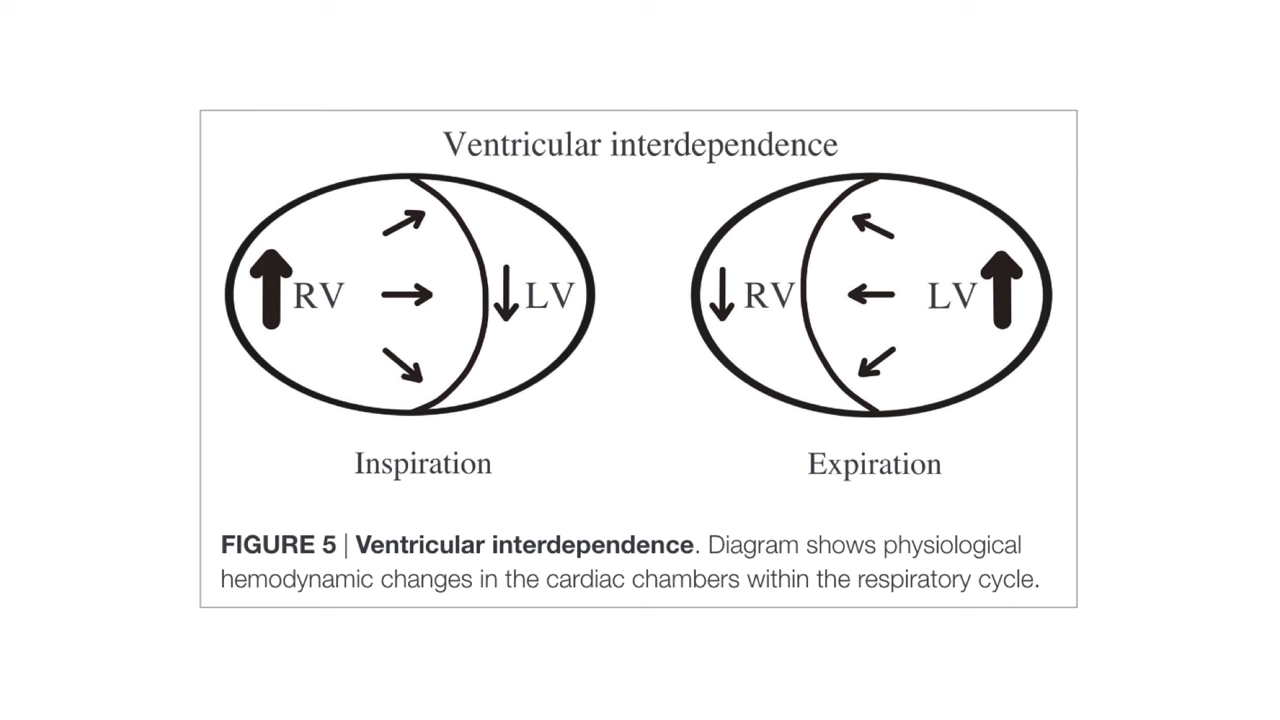 Ventricular interdependence
RV
LV
RV
LV
Inspiration
Expiration
FIGURE 5 | Ventricular interdependence. Diagram shows physiological
hemodynamic changes in the cardiac chambers within the respiratory cycle.